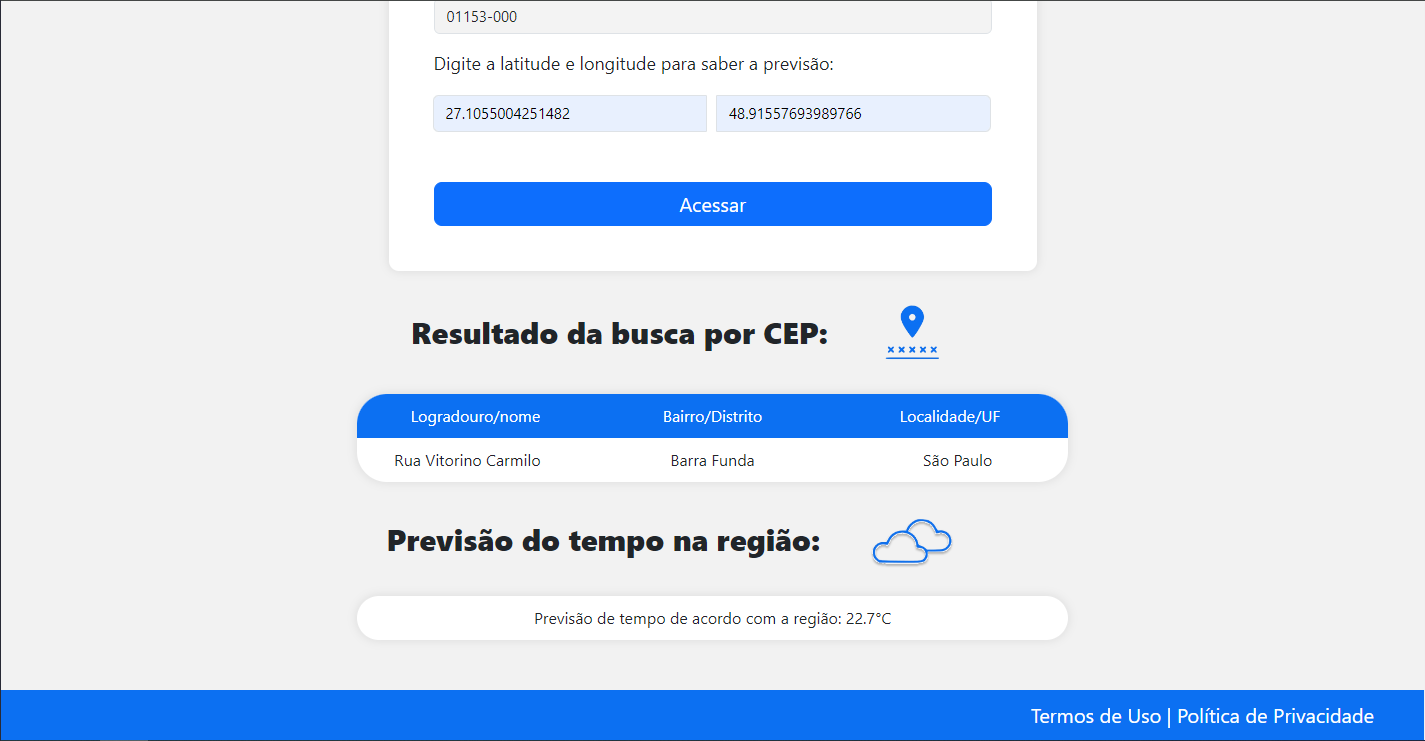 01153-000
Digite a latitude e longitude para saber a previsão:
27.1055004251482 48.91557693989766
Acessar
Resultado da busca por CEP:
Logradouro/nome Bairro/Distrito Localidade/UF
Rua Vitorino Carmilo Barra Funda São Paulo
Previsão do tempo na região:
Previsão de tempo de acordo com a região: 22.7°C
Termos de Uso | Política de Privacidade